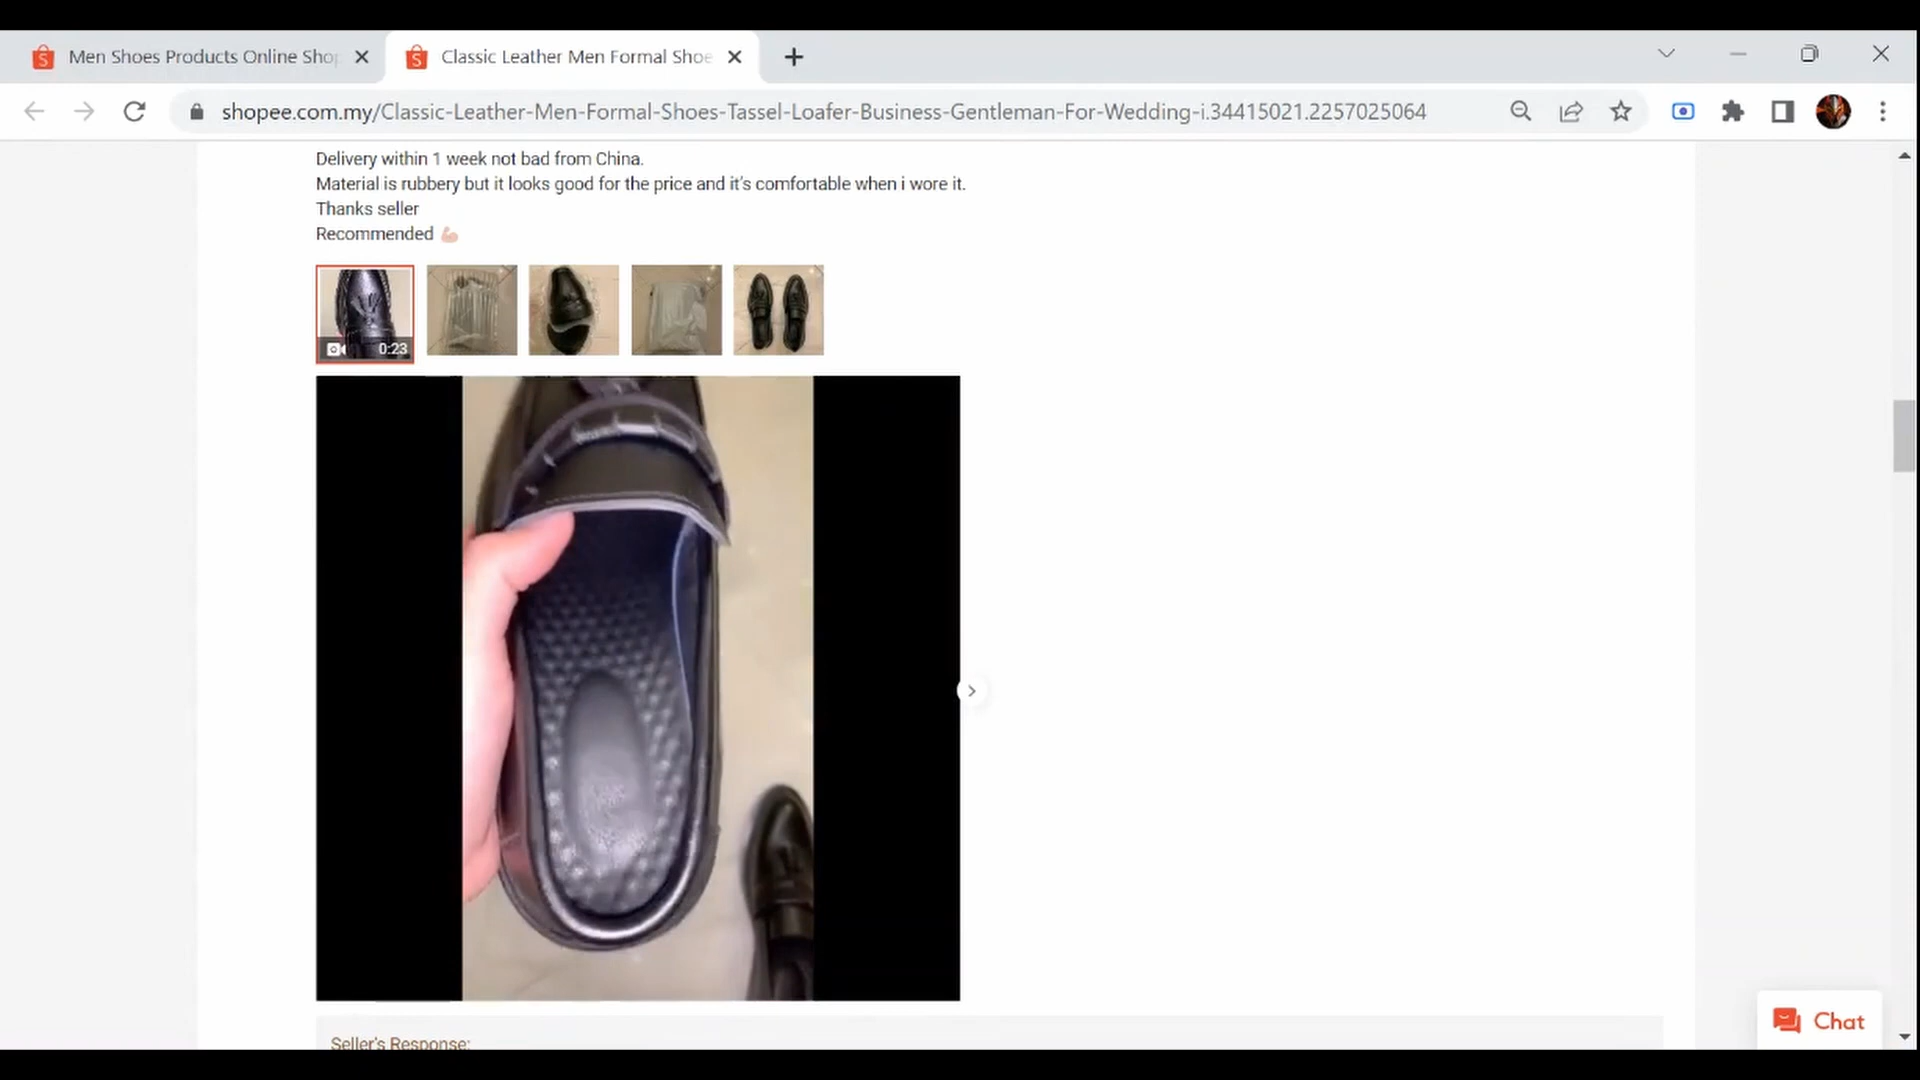 Men Shoes Products Online Shop
Classic Leather Men Formal Shoe
shopee.com.my/Classic-Leather-Men-Formal-Shoes-Tassel-Loafer-Business-Gentleman-For-Wedding-i.34415021.2257025064
Delivery within 1 week not bad from China.
Material is rubbery but it looks good for the price and it's comfortable when i wore it.
Thanks seller
Recommended 💪🏻
0:23
Seller's Response:
Chat